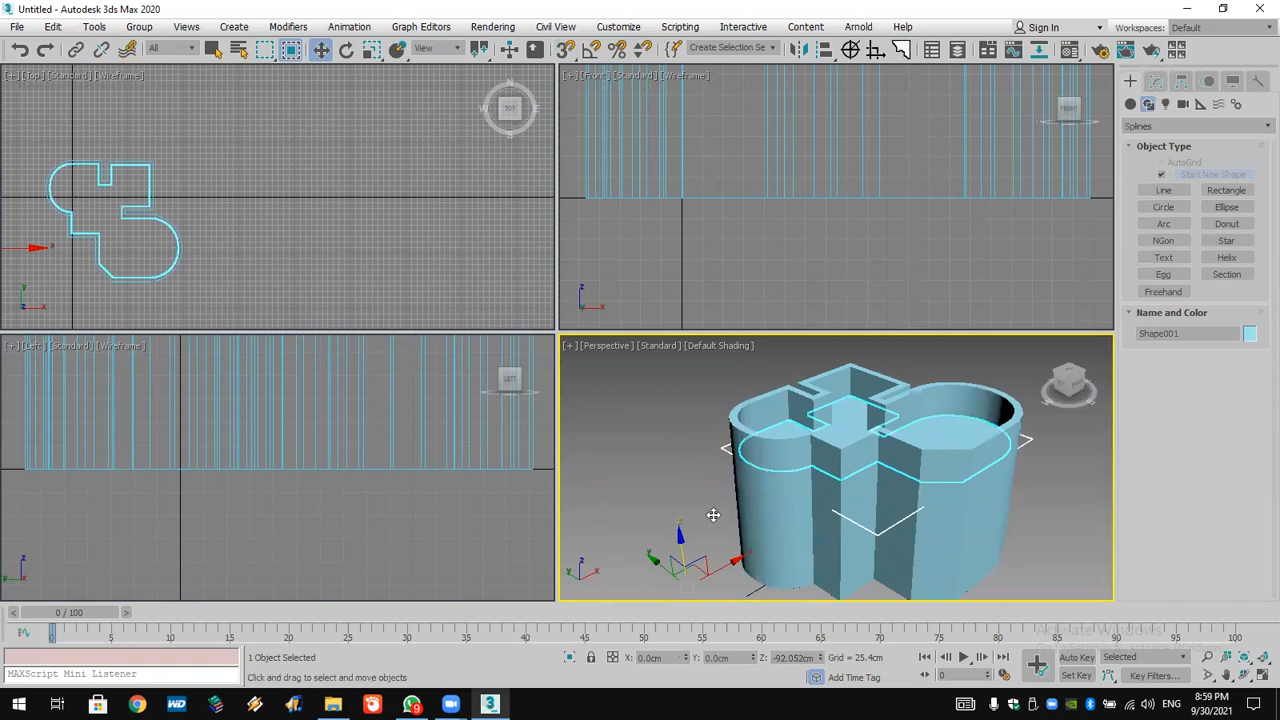 Untitled - Autodesk 3ds Max 2020
File Edit Tools Group Views Create Modifiers Animation Graph Editors Rendering Civil View Customize Scripting Interactive Content Arnold Help Sign In Workspaces: Default
All View Create Selection Se
[+] [Top] [Standard] [Wireframe]
N
W TOP E
x
y
z x
[+] [Front] [Standard] [Wireframe]
FRONT
z
y x
[+] [Left] [Standard] [Wireframe]
LEFT
z
y x
[+] [Perspective] [Standard] [Default Shading]
z
y x
z
y x
Splines
Object Type
AutoGrid
Start New Shape
Line Rectangle
Circle Ellipse
Arc Donut
NGon Star
Text Helix
Egg Section
Freehand
Name and Color
Shape001
0 / 100
0 5 10 15 20 25 30 35 40 45 50 55 60 65 70 75 80 85 90 95 100
Activate Windows
1 Object Selected X: 0.0cm Y: 0.0cm Z: -92.052cm Grid = 25.4cm Auto Key Selected
MAXScript Mini Listener Click and drag to select and move objects Add Time Tag 0 Set Key Key Filters...
8:59 PM
ENG
9/30/2021